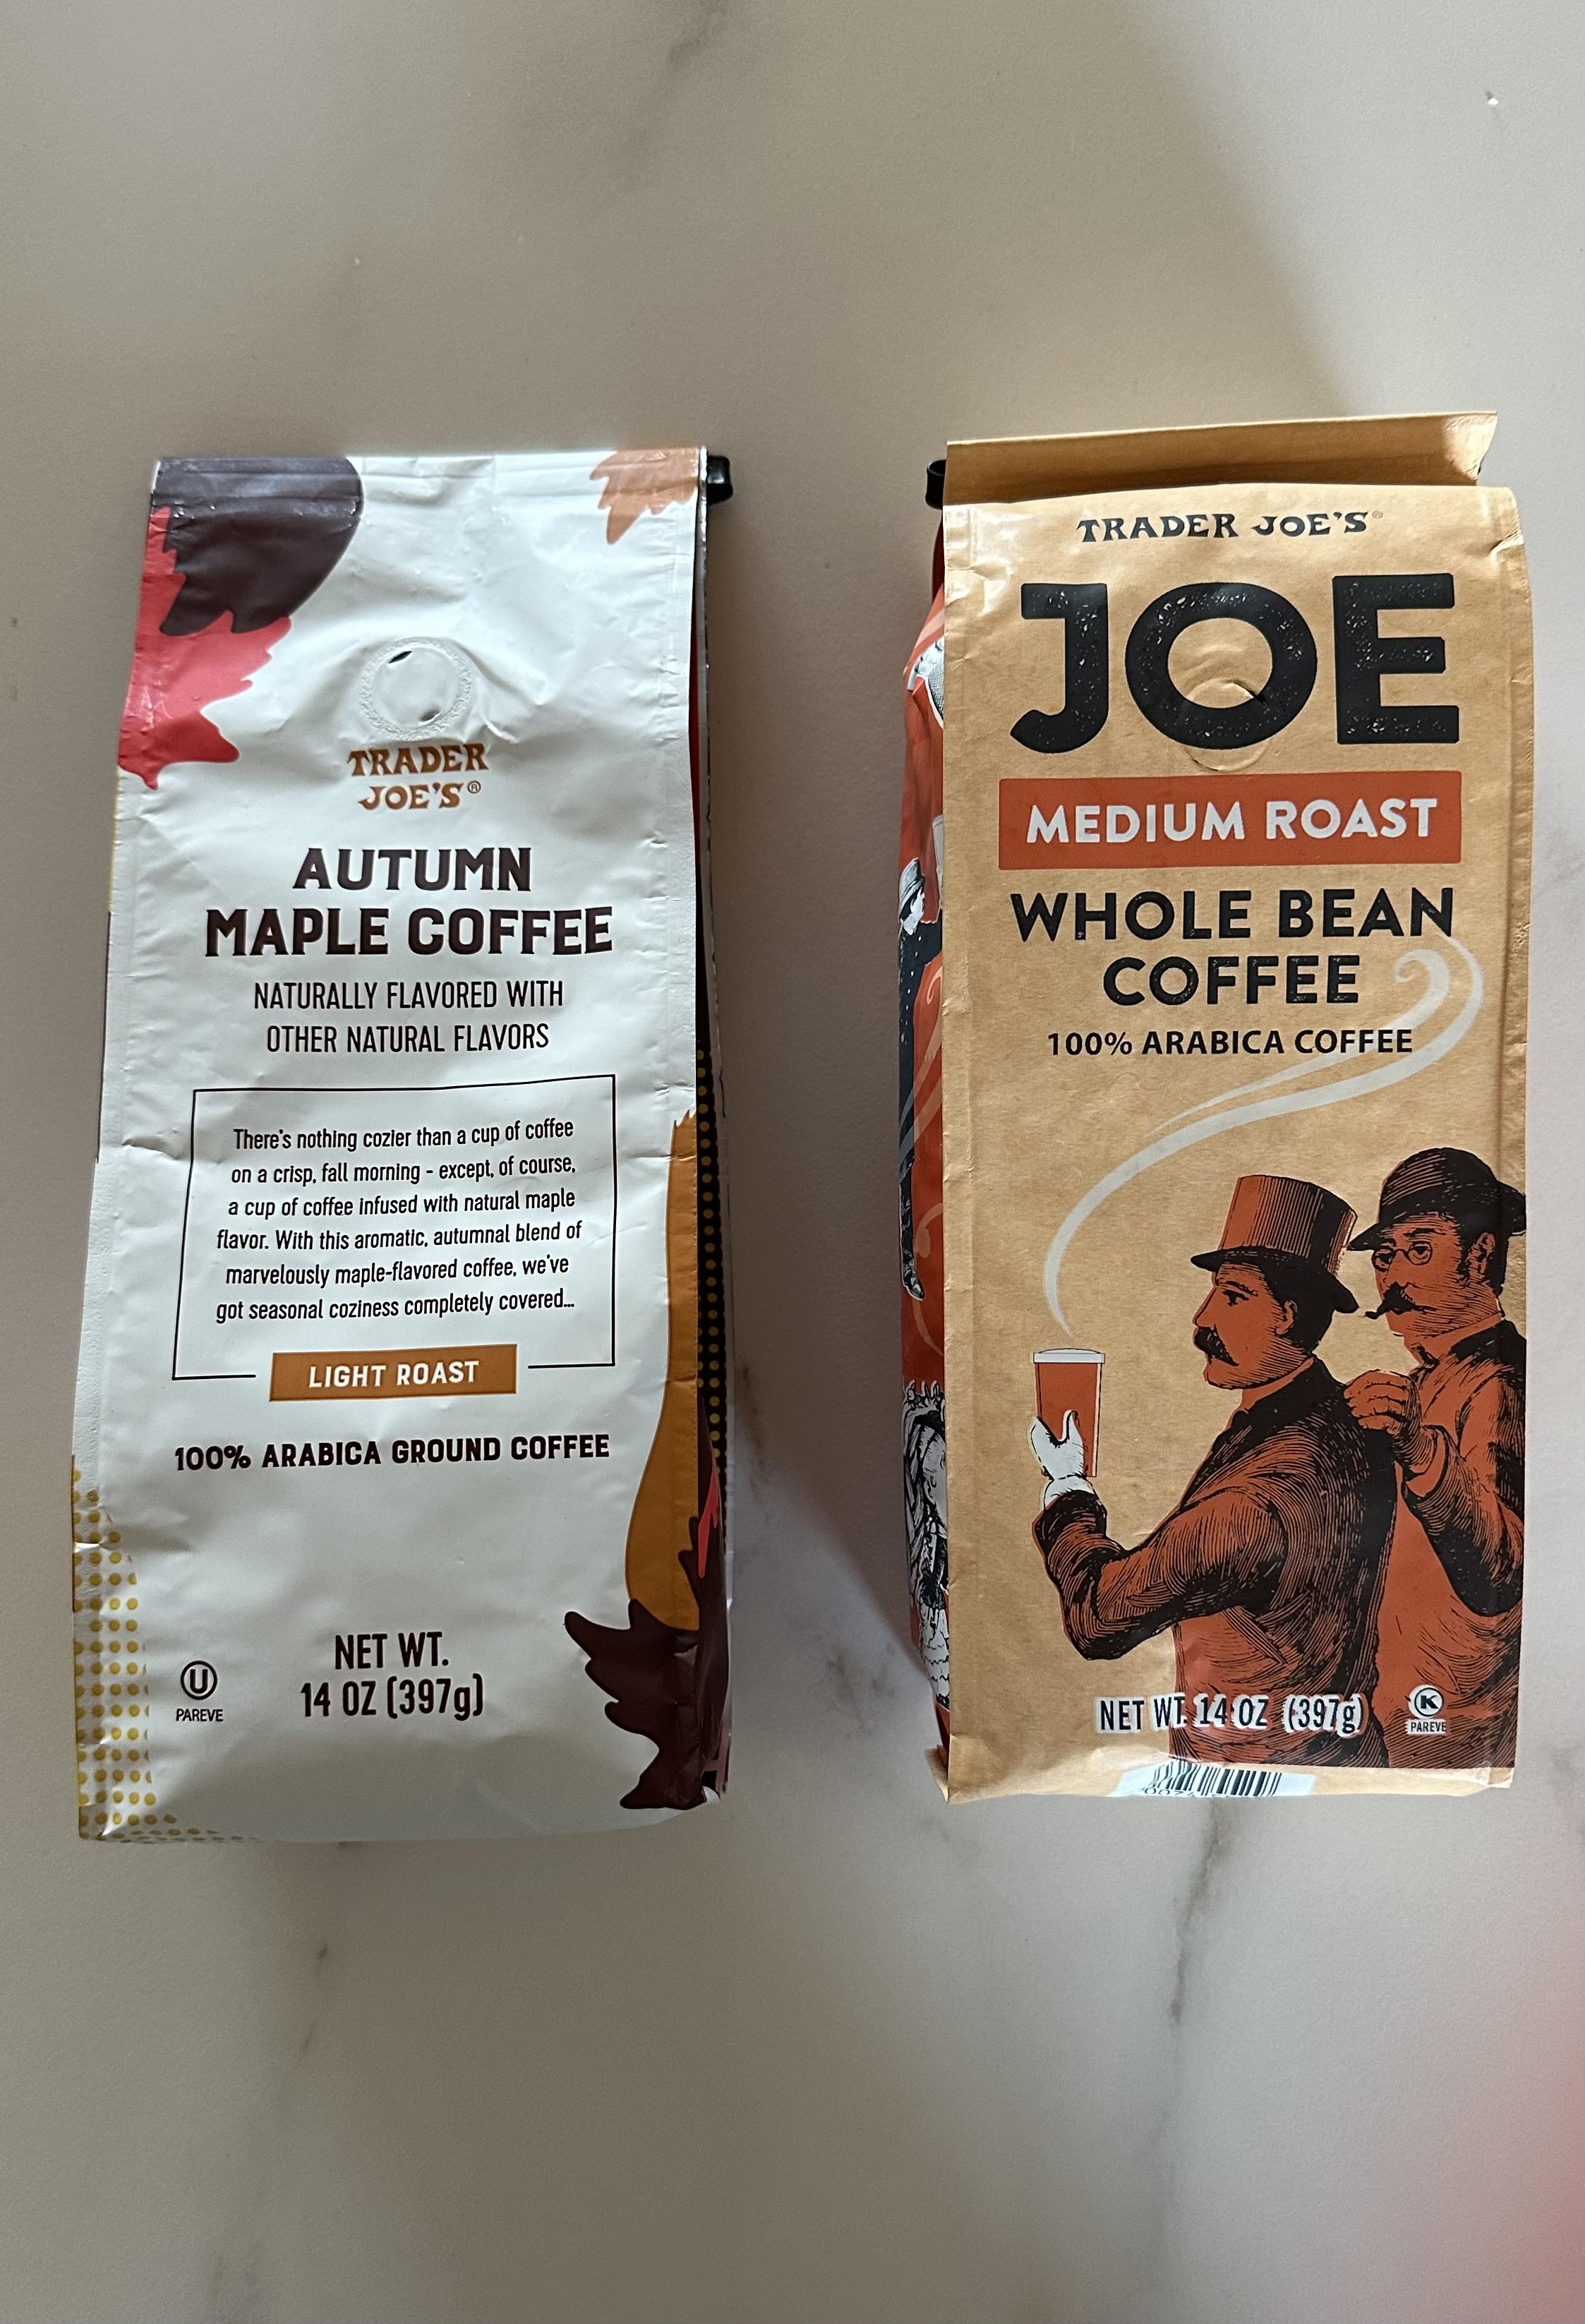 TRADER
JOE'S®
AUTUMN
MAPLE COFFEE
NATURALLY FLAVORED WITH
OTHER NATURAL FLAVORS
There's nothing cozier than a cup of coffee
on a crisp, fall morning - except, of course,
a cup of coffee infused with natural maple
flavor. With this aromatic, autumnal blend of
marvelously maple-flavored coffee, we've
got seasonal coziness completely covered...
LIGHT ROAST
100% ARABICA GROUND COFFEE
U
PAREVE
NET WT.
14 OZ (397g)
TRADER JOE'S®
JOE
MEDIUM ROAST
WHOLE BEAN
COFFEE
100% ARABICA COFFEE
NET WT. 14 OZ (397g)
K
PAREVE